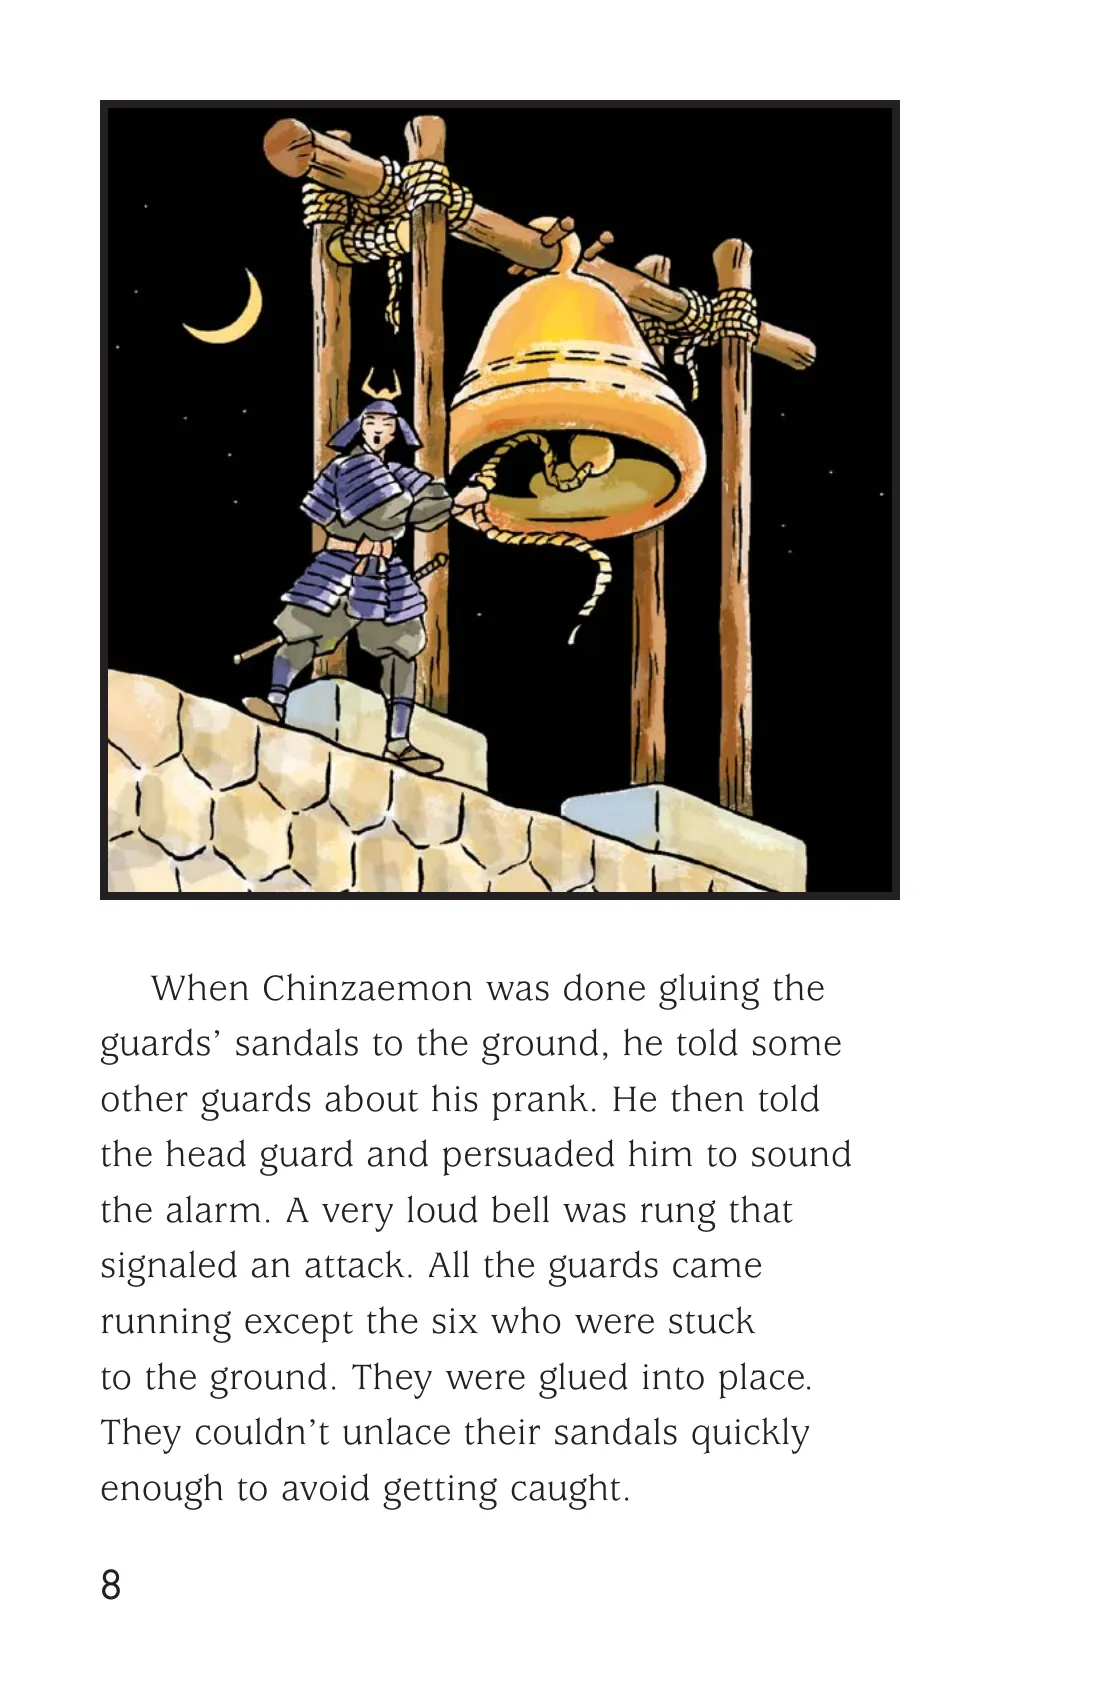 When Chinzaemon was done gluing the
guards’ sandals to the ground, he told some
other guards about his prank. He then told
the head guard and persuaded him to sound
the alarm. A very loud bell was rung that
signaled an attack. All the guards came
running except the six who were stuck
to the ground. They were glued into place.
They couldn’t unlace their sandals quickly
enough to avoid getting caught.
8